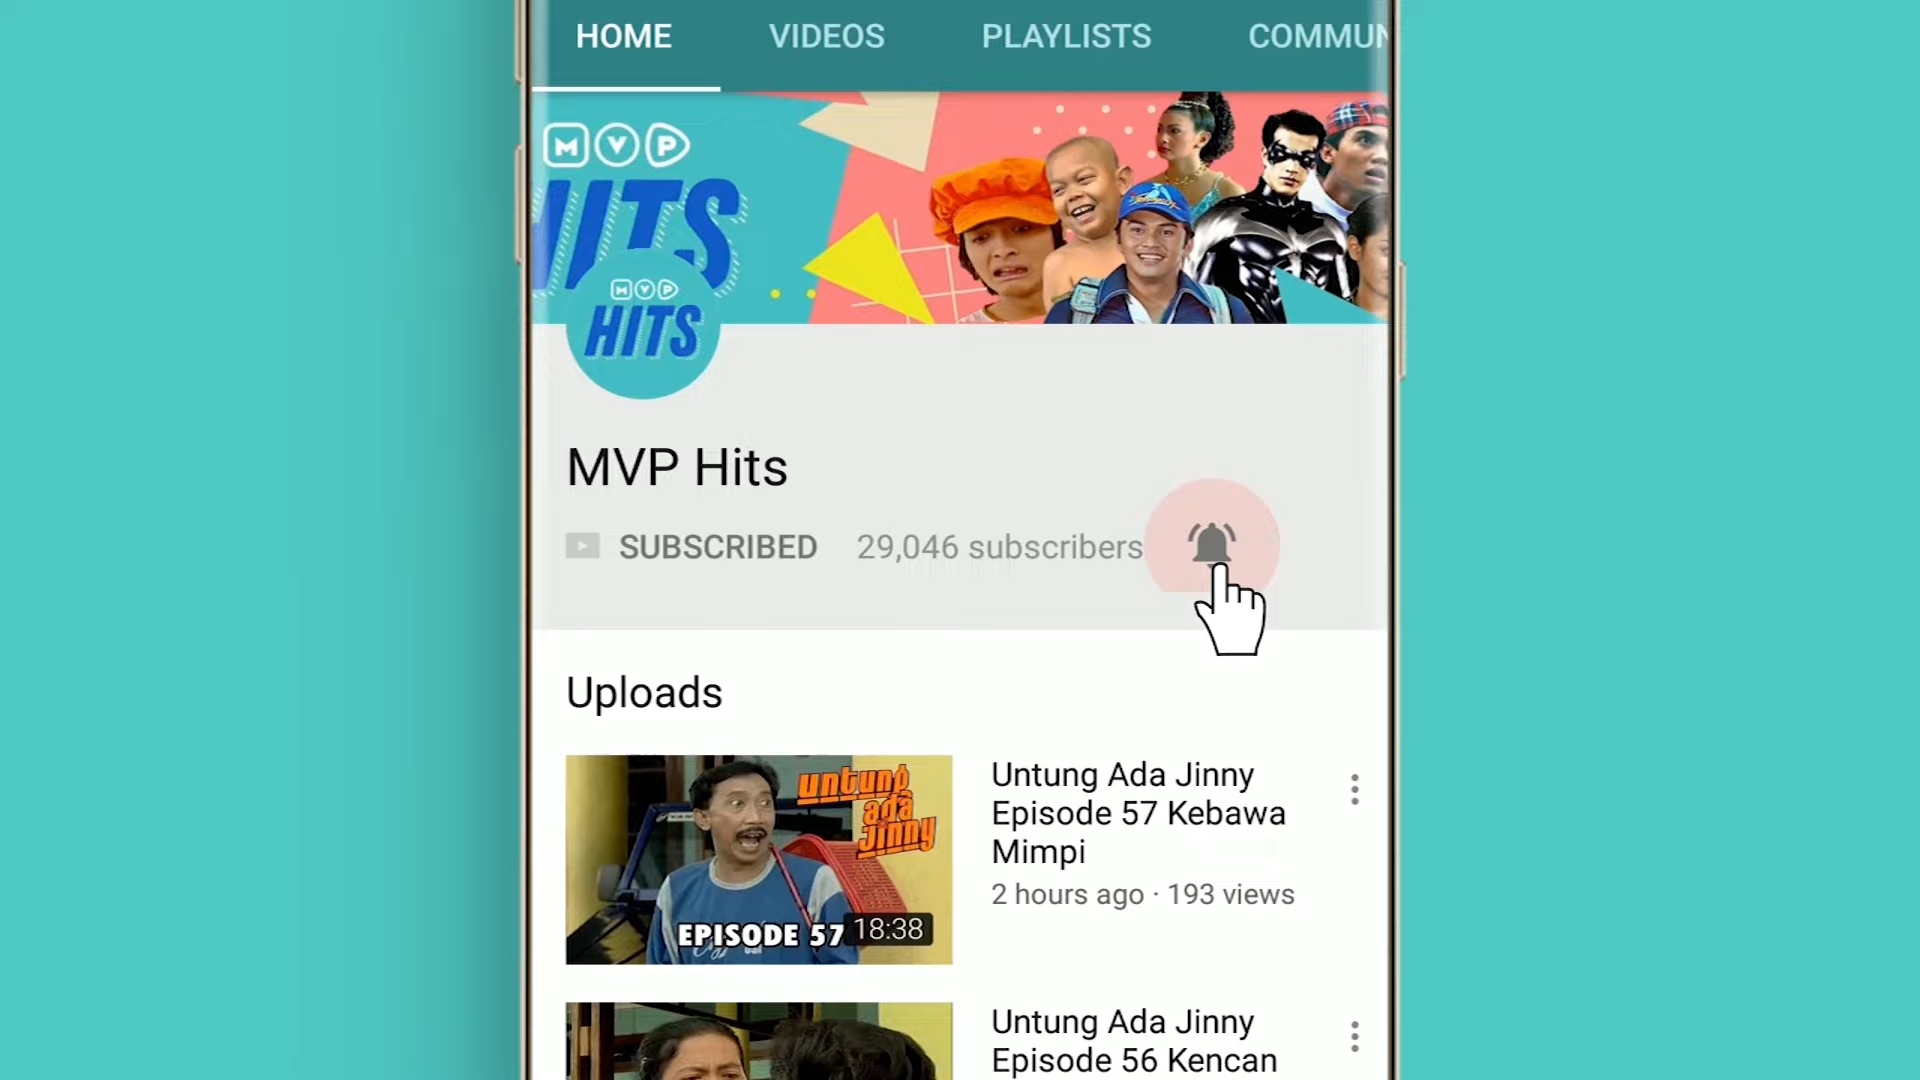 HOME VIDEOS PLAYLISTS COMMUN
MVP
HITS
MVP
HITS
MVP Hits
SUBSCRIBED 29,046 subscribers
Uploads
untung
ada
jinny
EPISODE 57 18:38
Untung Ada Jinny
Episode 57 Kebawa
Mimpi
2 hours ago · 193 views
Untung Ada Jinny
Episode 56 Kencan